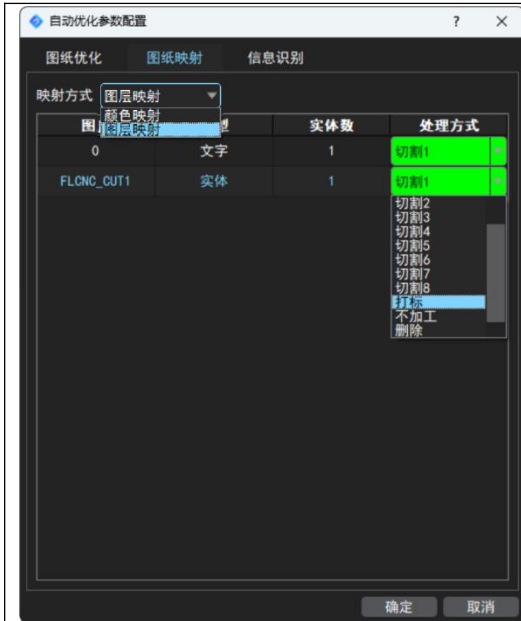 自动优化参数配置 ? ×
图纸优化 图纸映射 信息识别
映射方式 图层映射
颜色映射
图层映射
图 型 实体数 处理方式
0 文字 1 切割1
FLCNC_CUT1 实体 1 切割1
切割2
切割3
切割4
切割5
切割6
切割7
切割8
打标
不加工
删除
确定 取消